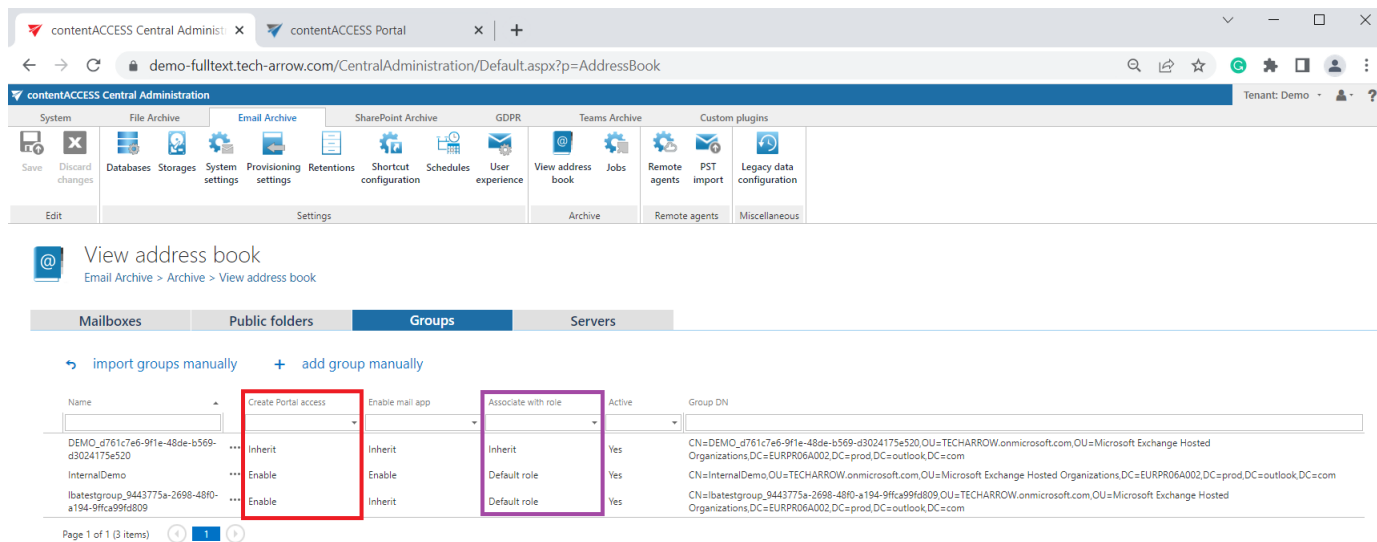 contentACCESS Central Administ
contentACCESS Portal
demo-fulltext.tech-arrow.com/CentralAdministration/Default.aspx?p=AddressBook
contentACCESS Central Administration
Tenant: Demo
?
System
File Archive
Email Archive
SharePoint Archive
GDPR
Teams Archive
Custom plugins
Save
Discard changes
Databases
Storages
System settings
Provisioning settings
Retentions
Shortcut configuration
Schedules
User experience
View address book
Jobs
Remote agents
PST import
Legacy data configuration
Edit
Settings
Archive
Remote agents
Miscellaneous
View address book
Email Archive > Archive > View address book
Mailboxes
Public folders
Groups
Servers
import groups manually
+ add group manually
Name
Create Portal access
Enable mail app
Associate with role
Active
Group DN
DEMO_d761c7e6-9f1e-48de-b569-
d3024175e520
Inherit
Inherit
Inherit
Yes
CN=DEMO_d761c7e6-9f1e-48de-b569-d3024175e520,OU=TECHARROW.onmicrosoft.com,OU=Microsoft Exchange Hosted
Organizations,DC=EURPR06A002,DC=prod,DC=outlook,DC=com
InternalDemo
Enable
Enable
Default role
Yes
CN=InternalDemo,OU=TECHARROW.onmicrosoft.com,OU=Microsoft Exchange Hosted Organizations,DC=EURPR06A002,DC=prod,DC=outlook,DC=com
lbatestgroup_9443775a-2698-48f0-
a194-9ffca99fd809
Enable
Inherit
Default role
Yes
CN=lbatestgroup_9443775a-2698-48f0-a194-9ffca99fd809,OU=TECHARROW.onmicrosoft.com,OU=Microsoft Exchange Hosted
Organizations,DC=EURPR06A002,DC=prod,DC=outlook,DC=com
Page 1 of 1 (3 items)
1